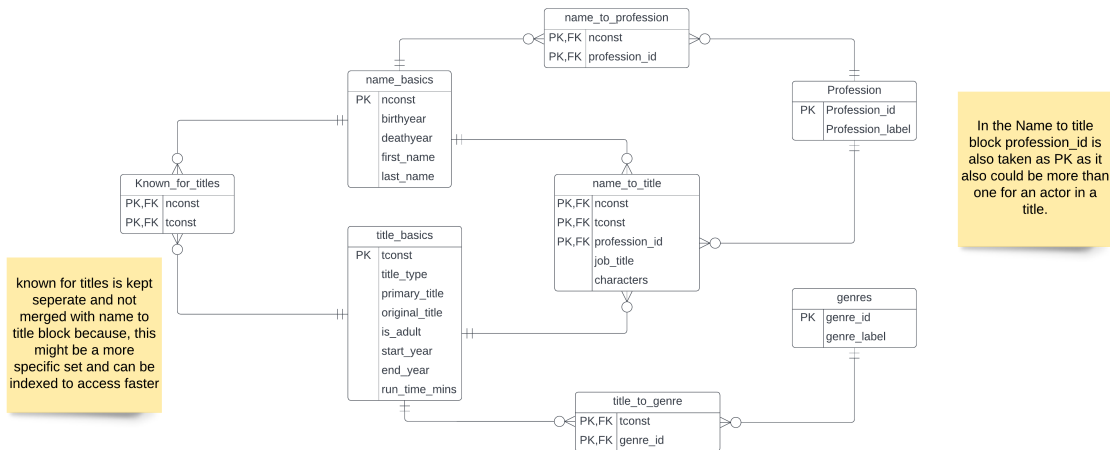 name_to_profession
PK,FK nconst
PK,FK profession_id
name_basics
PK nconst
birthyear
deathyear
first_name
last_name
Profession
PK Profession_id
Profession_label
In the Name to title
block profession_id is
also taken as PK as it
also could be more than
one for an actor in a
title.
Known_for_titles
PK,FK nconst
PK,FK tconst
name_to_title
PK,FK nconst
PK,FK tconst
PK,FK profession_id
job_title
characters
title_basics
PK tconst
title_type
primary_title
original_title
is_adult
start_year
end_year
run_time_mins
known for titles is kept
seperate and not
merged with name to
title block because, this
might be a more
specific set and can be
indexed to access faster
genres
PK genre_id
genre_label
title_to_genre
PK,FK tconst
PK,FK genre_id